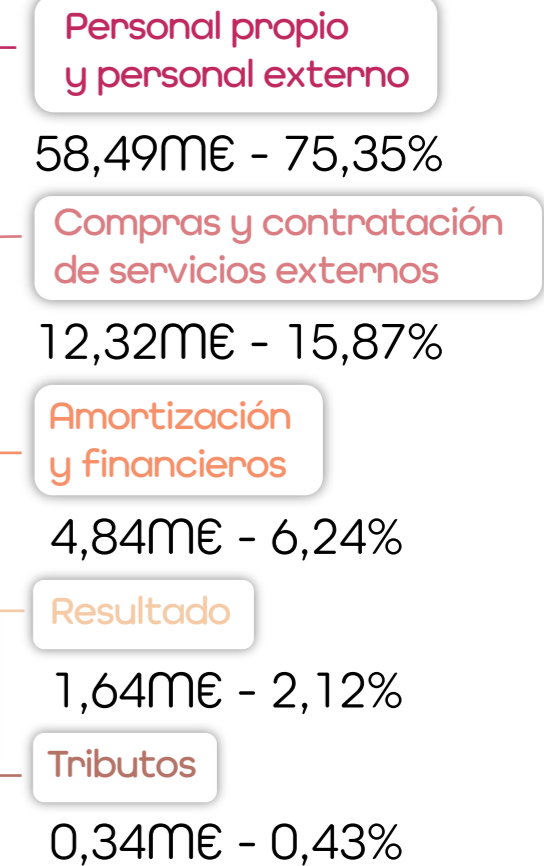 Personal propio
y personal externo
58,49M€ - 75,35%
Compras y contratación
de servicios externos
12,32M€ - 15,87%
Amortización
y financieros
4,84M€ - 6,24%
Resultado
1,64M€ - 2,12%
Tributos
0,34M€ - 0,43%